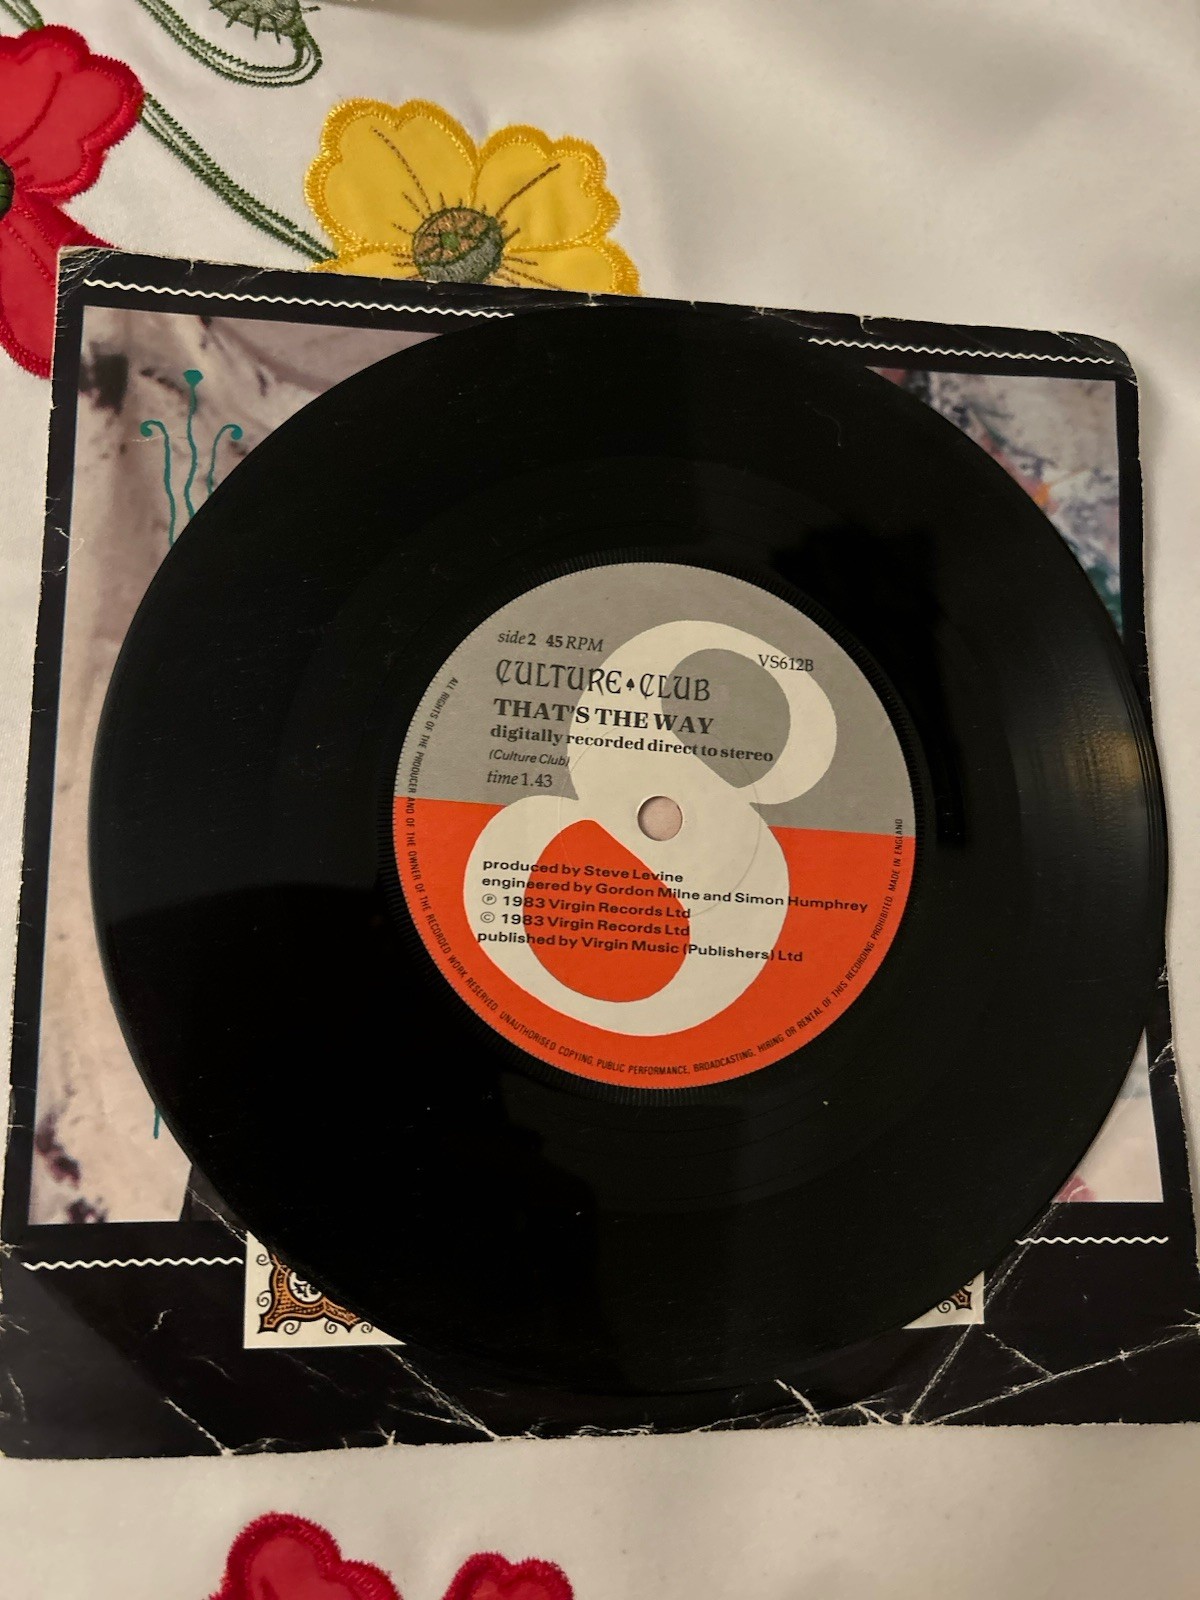 side 2 45 RPM
VS612B
CULTURE♠CLUB
THAT'S THE WAY
digitally recorded direct to stereo
(Culture Club)
time 1.43
produced by Steve Levine
engineered by Gordon Milne and Simon Humphrey
℗ 1983 Virgin Records Ltd
© 1983 Virgin Records Ltd
published by Virgin Music (Publishers) Ltd
ALL RIGHTS OF THE PRODUCER AND OF THE OWNER OF THE RECORDED WORK RESERVED. UNAUTHORISED COPYING, PUBLIC PERFORMANCE, BROADCASTING, HIRING OR RENTAL OF THIS RECORDING PROHIBITED. MADE IN ENGLAND